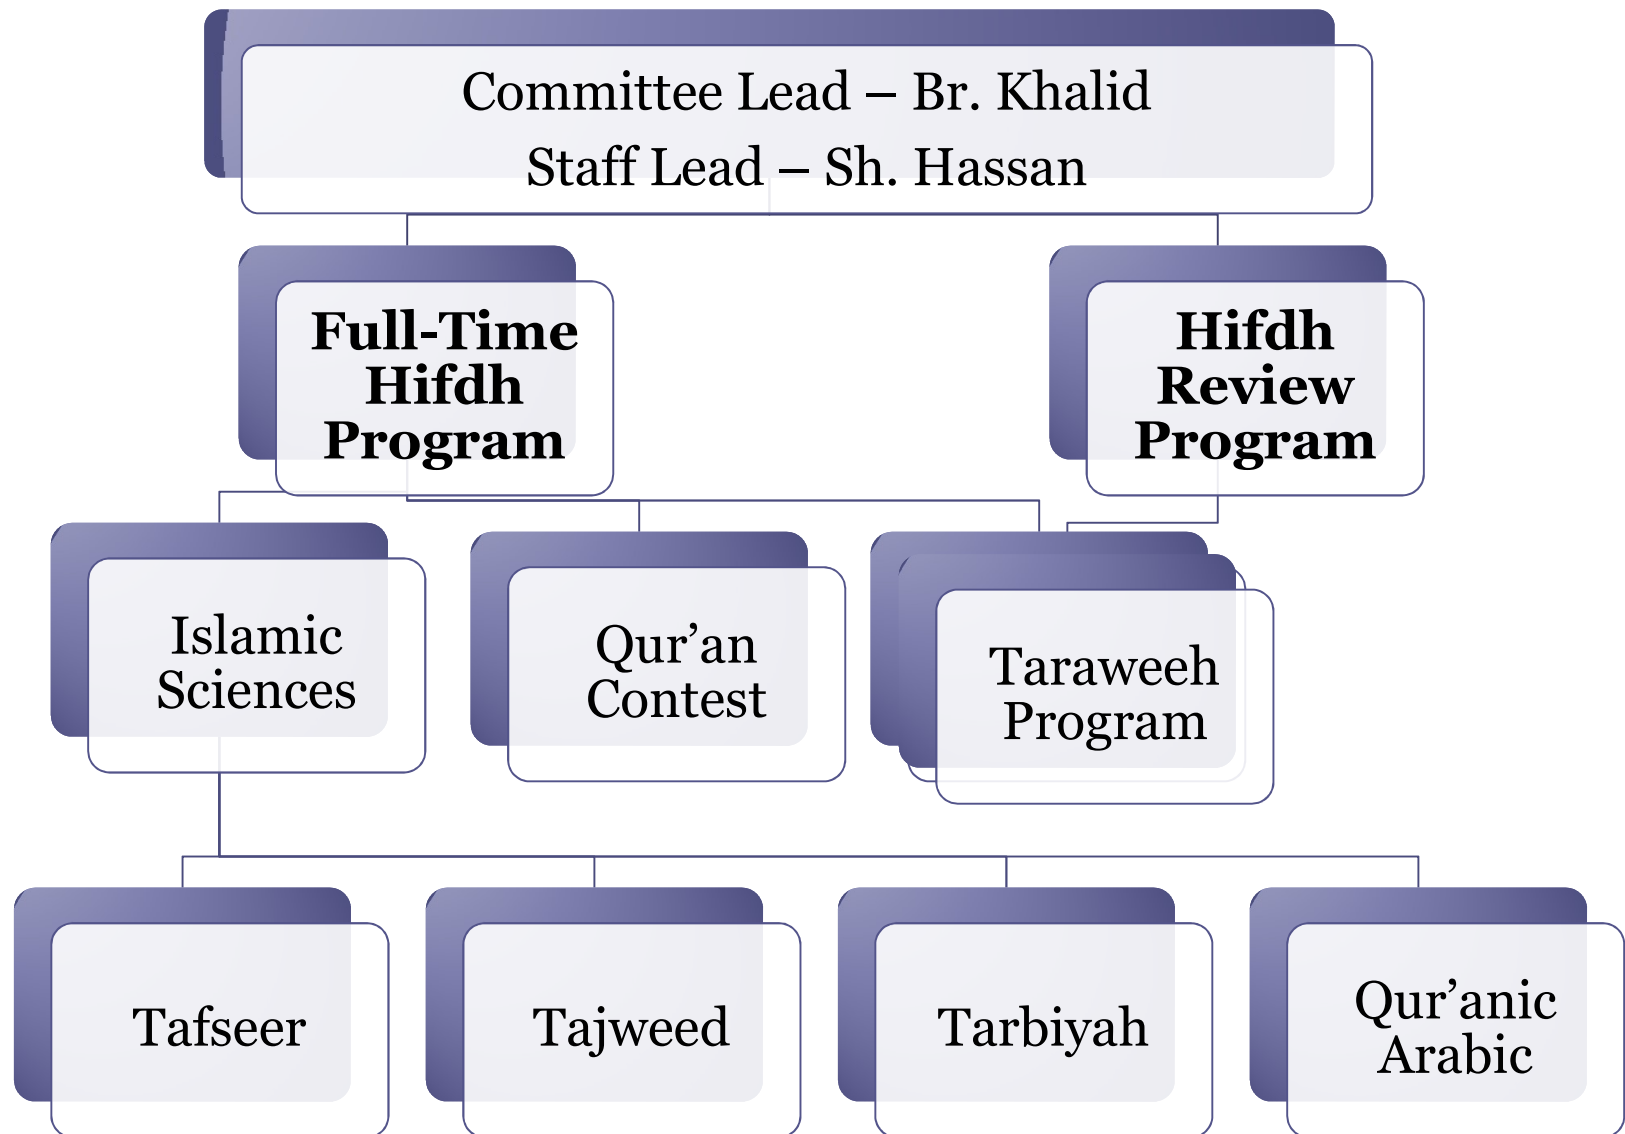 Committee Lead – Br. Khalid
Staff Lead – Sh. Hassan
Full-Time
Hifdh
Program
Hifdh
Review
Program
Islamic
Sciences
Qur’an
Contest
Taraweeh
Program
Tafseer
Tajweed
Tarbiyah
Qur’anic
Arabic